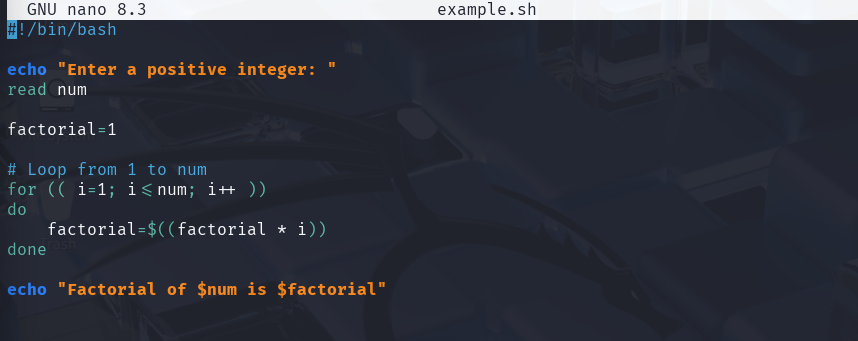 GNU nano 8.3 example.sh
#!/bin/bash
echo "Enter a positive integer: "
read num
factorial=1
# Loop from 1 to num
for (( i=1; i<=num; i++ ))
do
    factorial=$((factorial * i))
done
echo "Factorial of $num is $factorial"